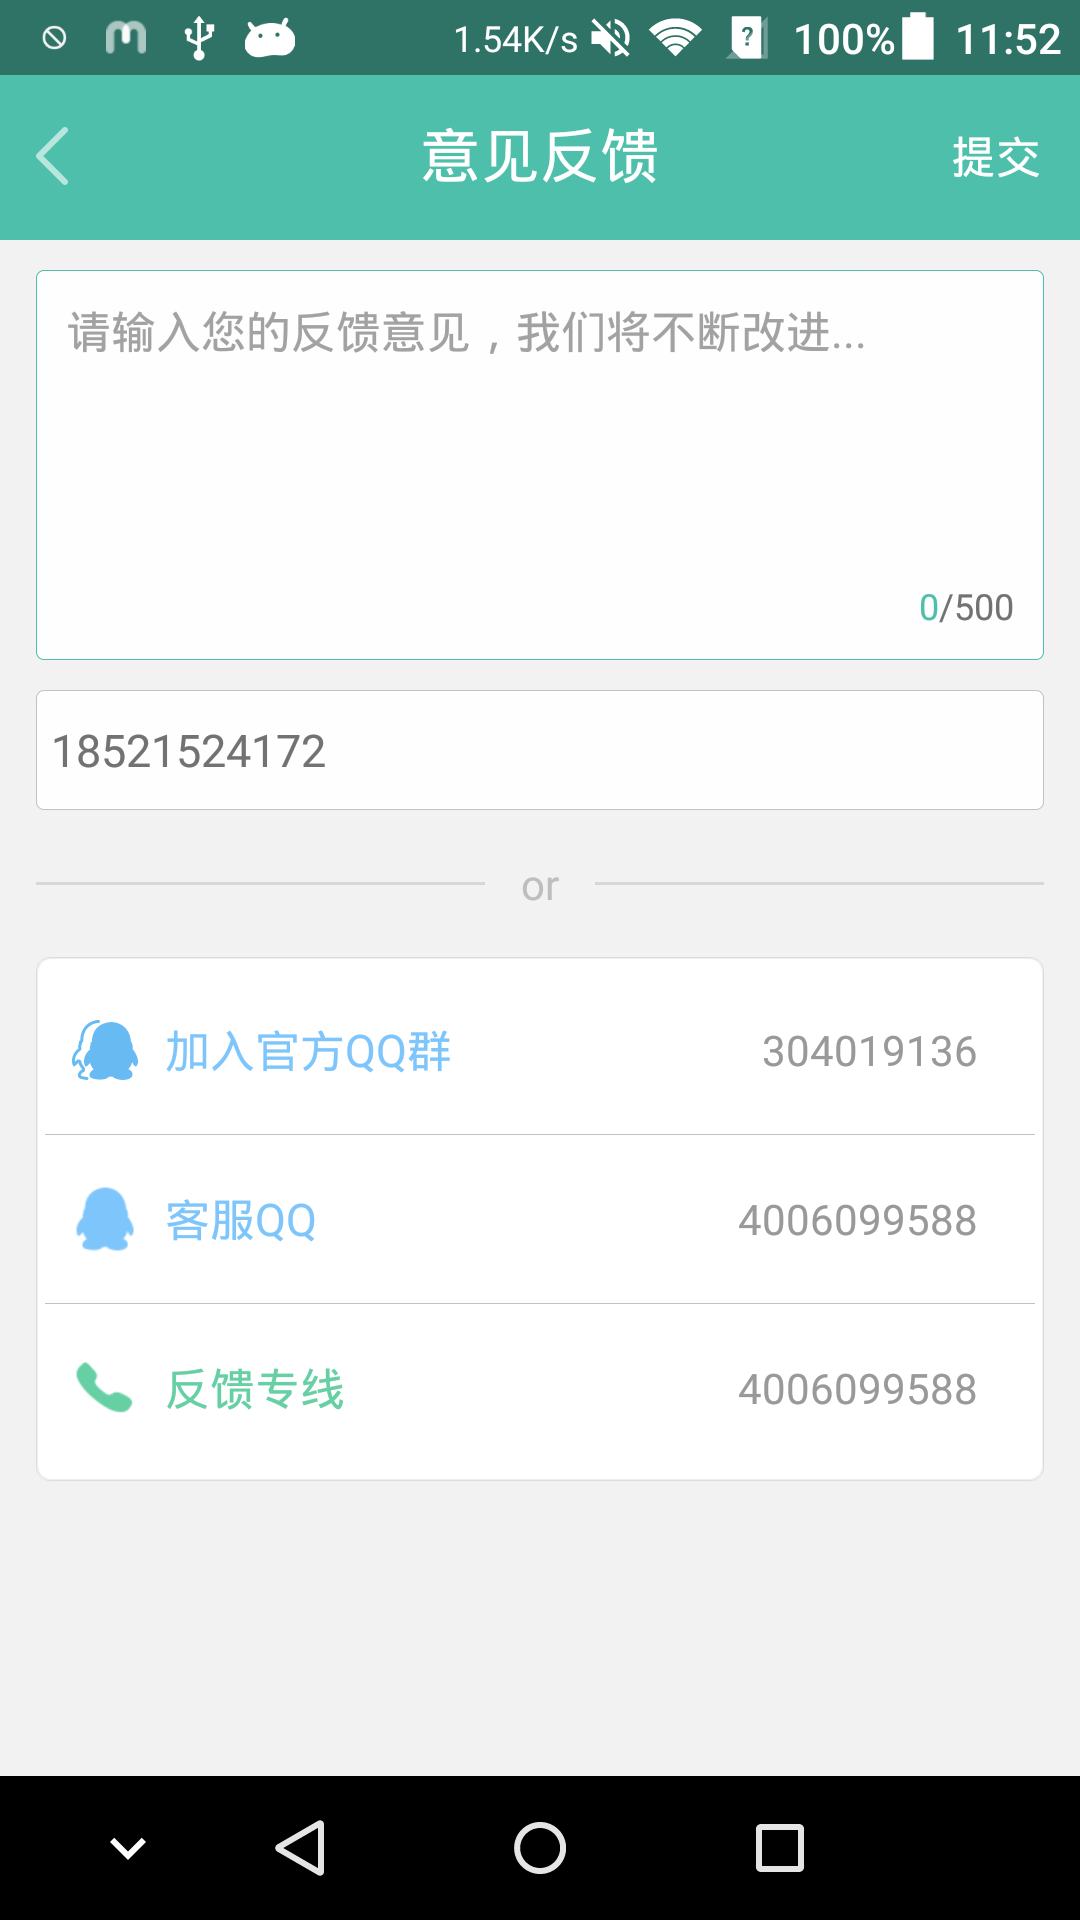 1.54K/s 100% 11:52
意见反馈 提交
请输入您的反馈意见，我们将不断改进...
0/500
18521524172
or
加入官方QQ群 304019136
客服QQ 4006099588
反馈专线 4006099588